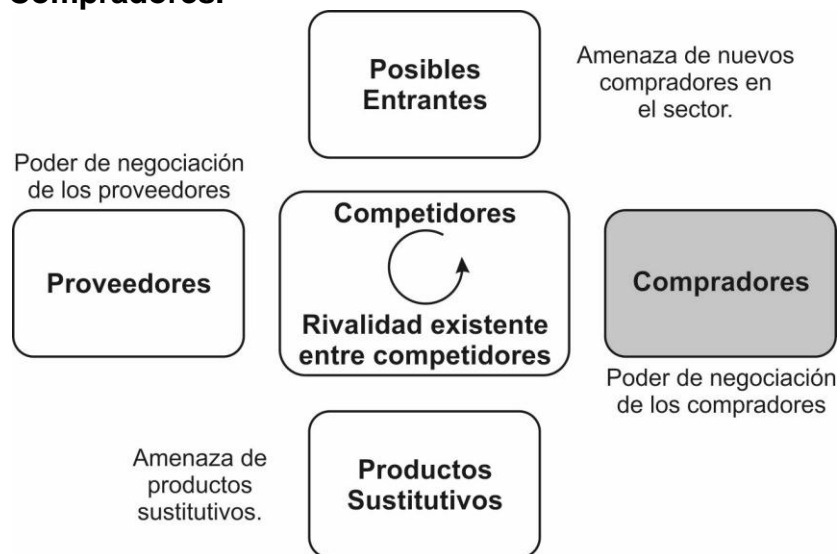 Compradores.
Posibles
Entrantes
Amenaza de nuevos
compradores en
el sector.
Poder de negociación
de los proveedores
Proveedores
Competidores
Rivalidad existente
entre competidores
Compradores
Poder de negociación
de los compradores
Amenaza de
productos
sustitutivos.
Productos
Sustitutivos